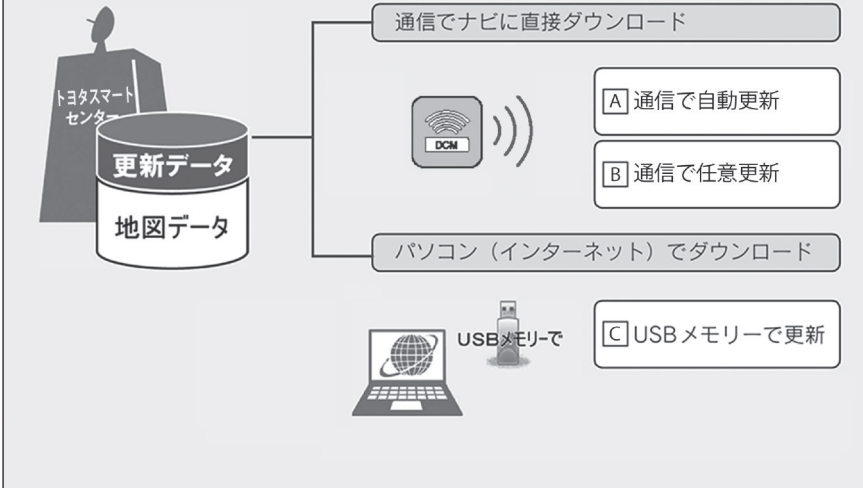 通信でナビに直接ダウンロード
トヨタスマート
センター
更新データ
地図データ
DCM
A 通信で自動更新
B 通信で任意更新
パソコン（インターネット）でダウンロード
USBメモリーで
C USBメモリーで更新